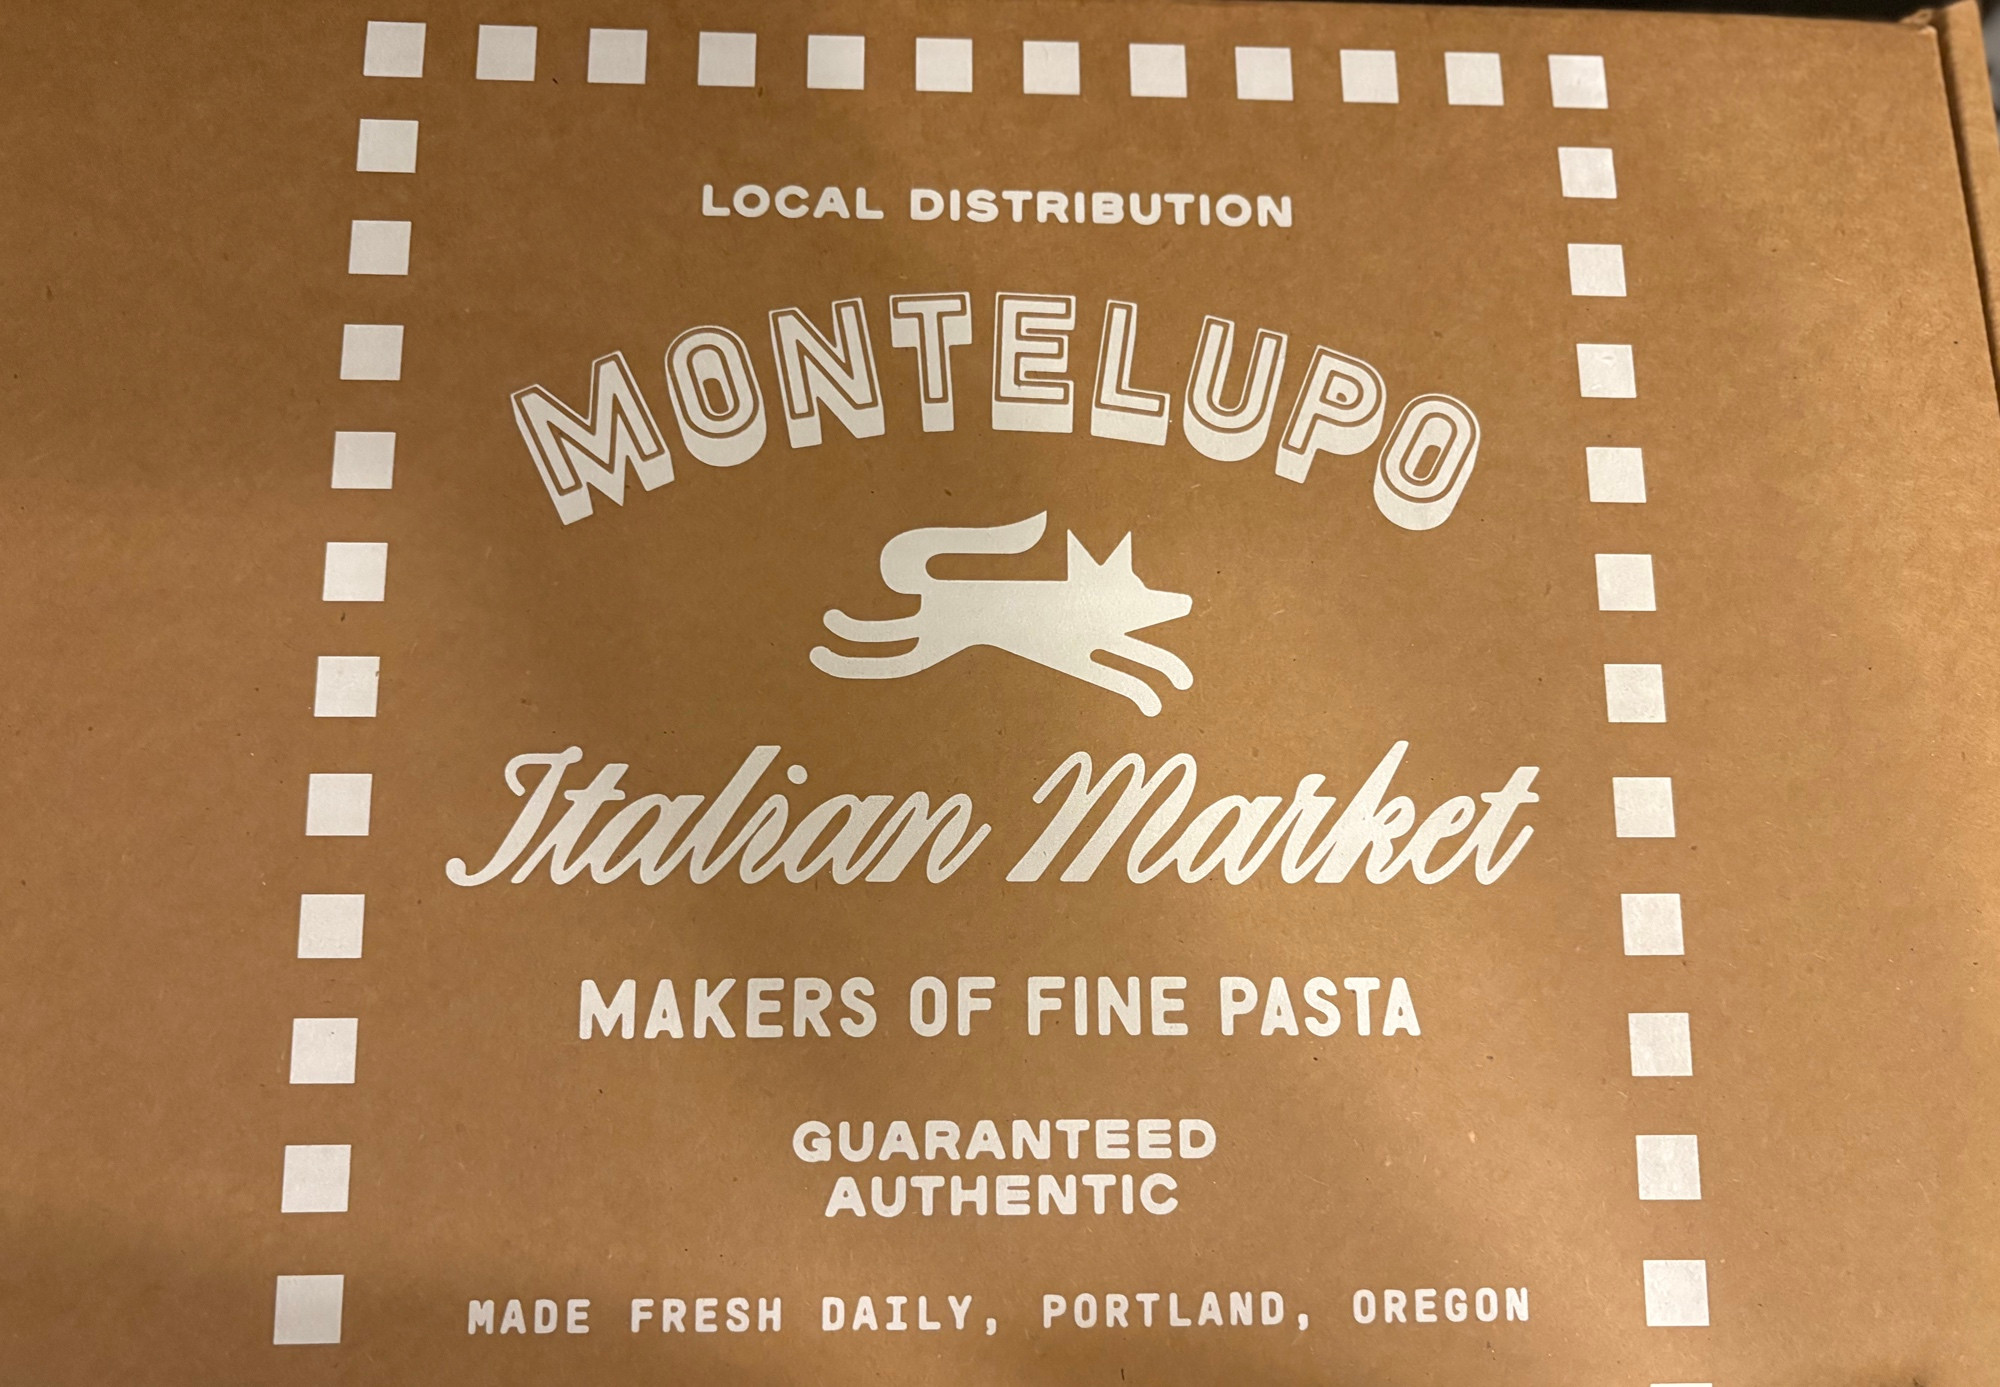 LOCAL DISTRIBUTION
MONTELUPO
Italian Market
MAKERS OF FINE PASTA
GUARANTEED
AUTHENTIC
MADE FRESH DAILY, PORTLAND, OREGON